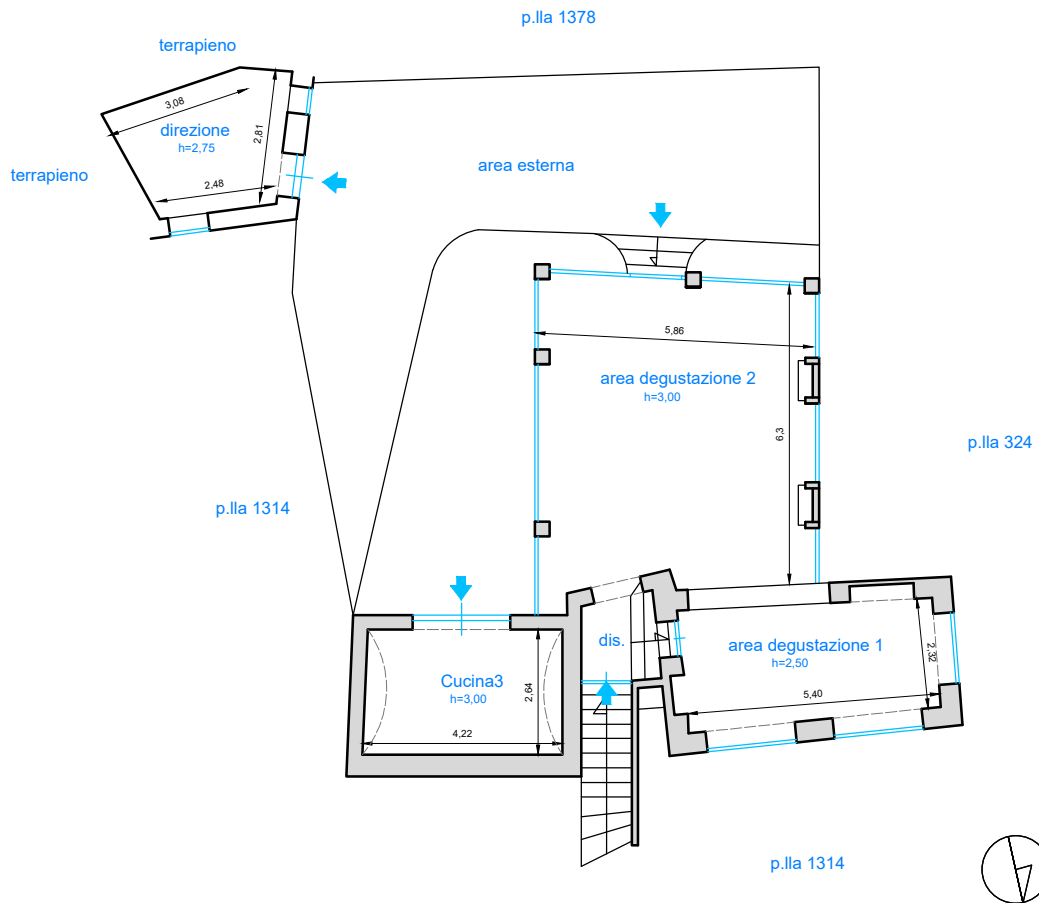 p.lla 1378
terrapieno
3,08
direzione
h=2,75
2,81
2,48
terrapieno
area esterna
5,86
area degustazione 2
h=3,00
6,3
p.lla 324
p.lla 1314
dis.
area degustazione 1
h=2,50
2,32
5,40
Cucina3
h=3,00
2,64
4,22
p.lla 1314